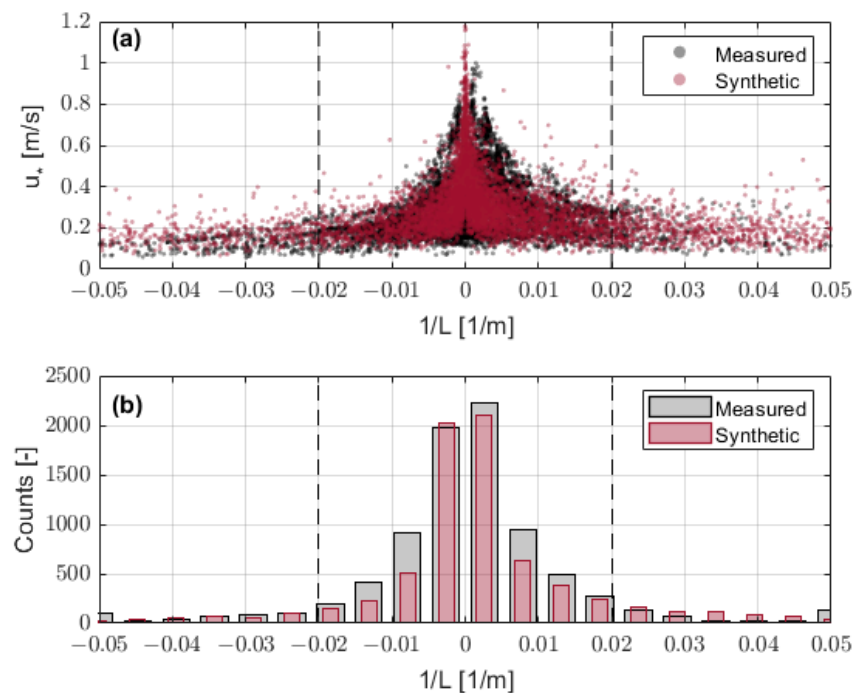 (a)
Measured
Synthetic
u* [m/s]
1.2
1
0.8
0.6
0.4
0.2
0
−0.05 −0.04 −0.03 −0.02 −0.01 0 0.01 0.02 0.03 0.04 0.05
1/L [1/m]
(b)
Measured
Synthetic
Counts [-]
2500
2000
1500
1000
500
0
−0.05 −0.04 −0.03 −0.02 −0.01 0 0.01 0.02 0.03 0.04 0.05
1/L [1/m]